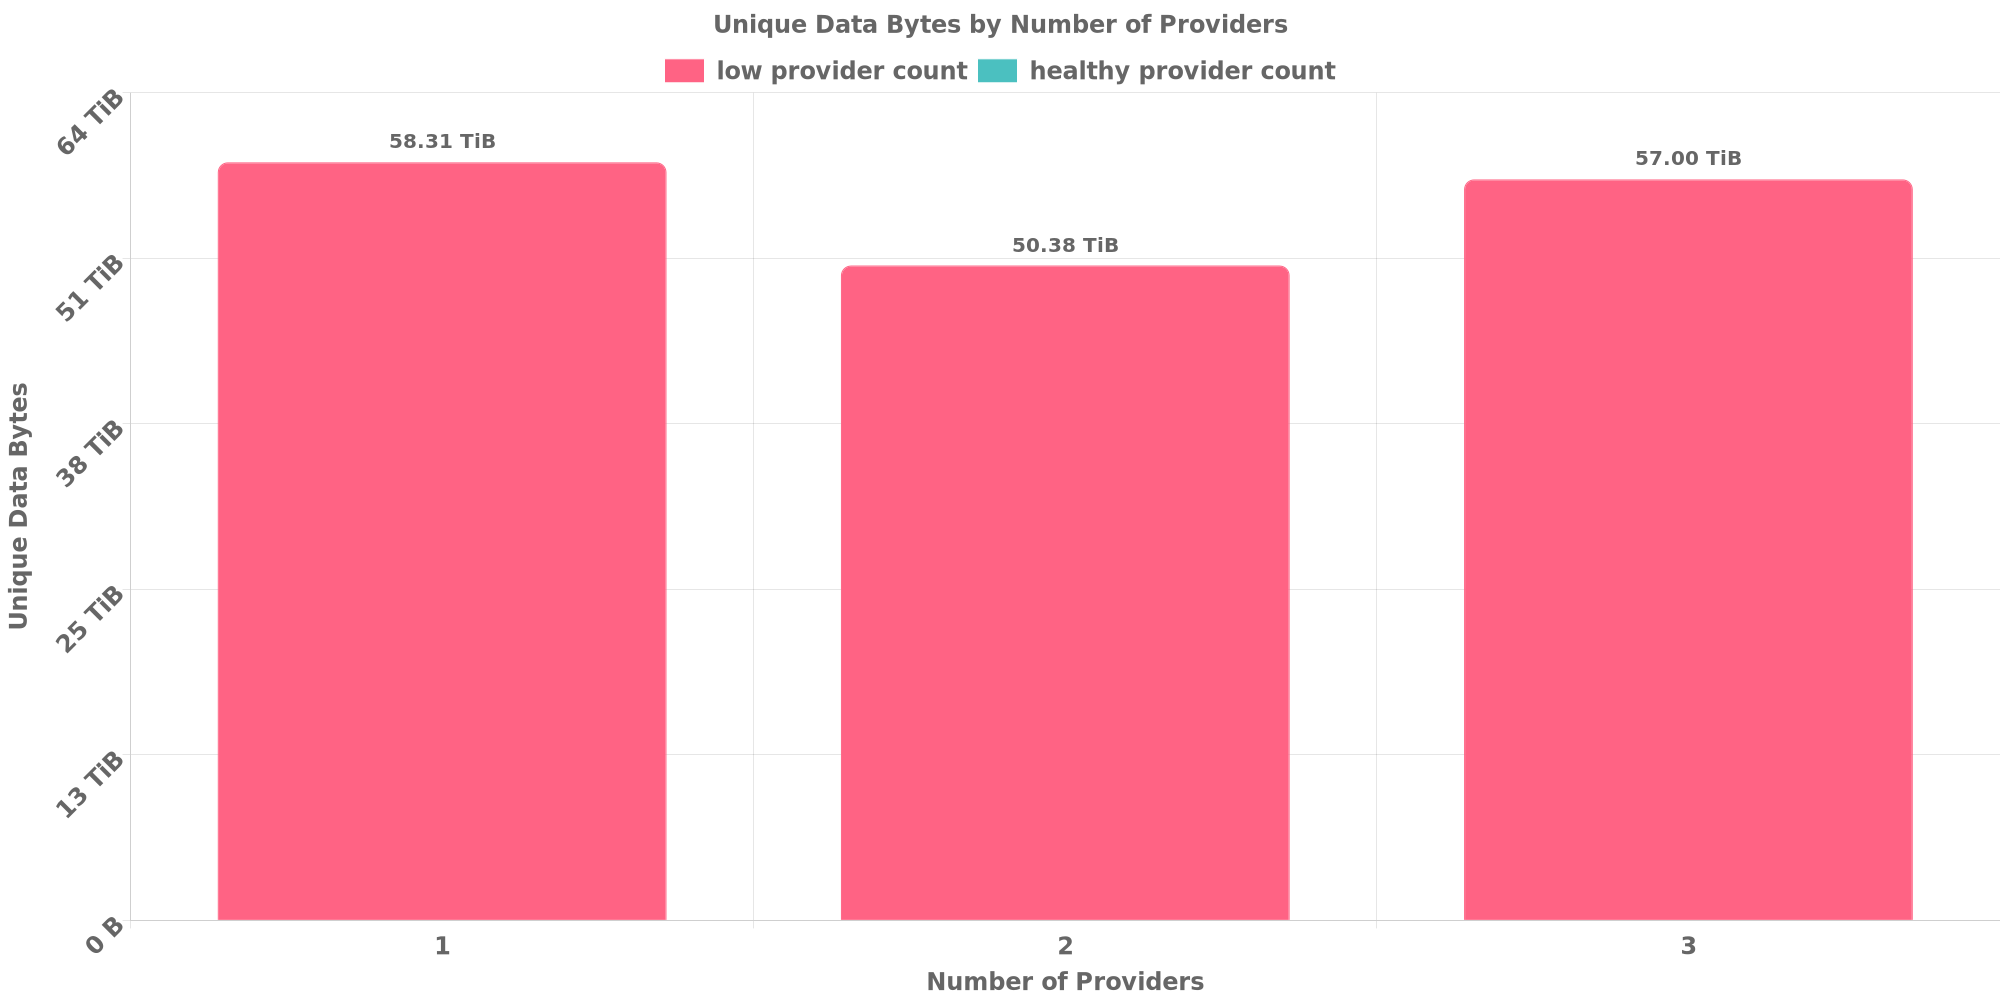 Unique Data Bytes by Number of Providers
low provider count healthy provider count
64 TiB
58.31 TiB
57.00 TiB
50.38 TiB
51 TiB
38 TiB
25 TiB
13 TiB
0 B
Unique Data Bytes
1 2 3
Number of Providers